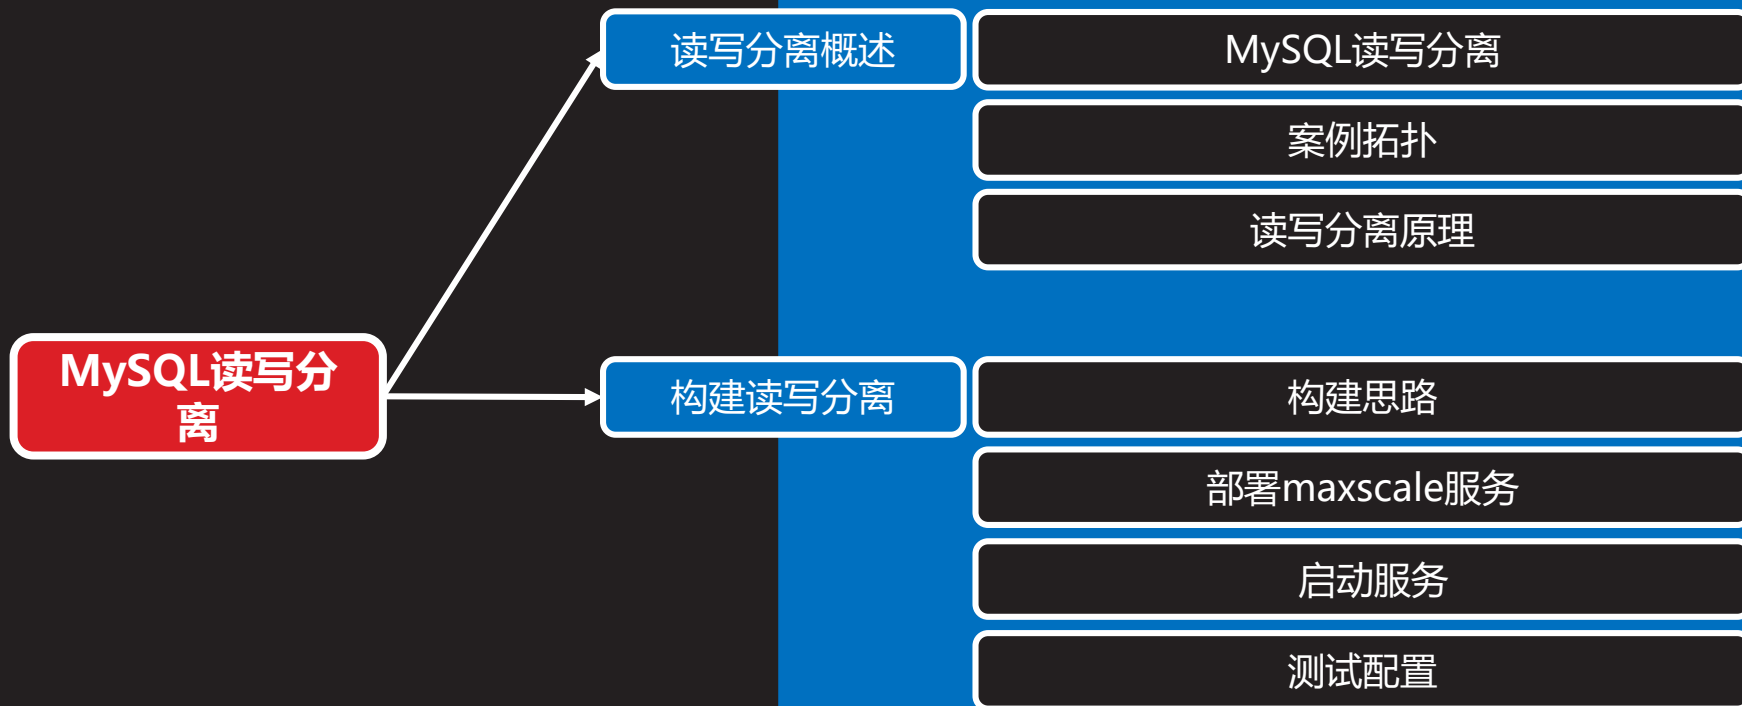 读写分离概述
MySQL读写分离
案例拓扑
读写分离原理
MySQL读写分
离
构建读写分离
构建思路
部署maxscale服务
启动服务
测试配置